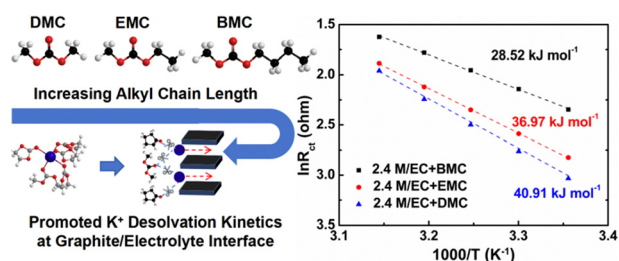 DMC EMC BMC
Increasing Alkyl Chain Length
Promoted K⁺ Desolvation Kinetics
at Graphite/Electrolyte Interface
lnRct (ohm)
1.5
2.0
2.5
3.0
3.5
28.52 kJ mol⁻¹
36.97 kJ mol⁻¹
40.91 kJ mol⁻¹
2.4 M/EC+BMC
2.4 M/EC+EMC
2.4 M/EC+DMC
3.1 3.2 3.3 3.4
1000/T (K⁻¹)